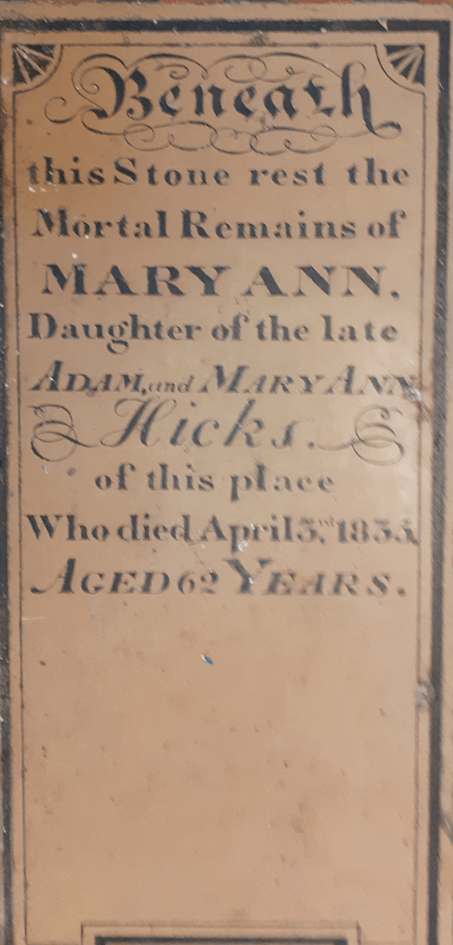 Beneath
this Stone rest the
Mortal Remains of
MARY ANN.
Daughter of the late
ADAM, and MARY ANN
Hicks.
of this place
Who died April 3rd 1835,
AGED 62 YEARS.